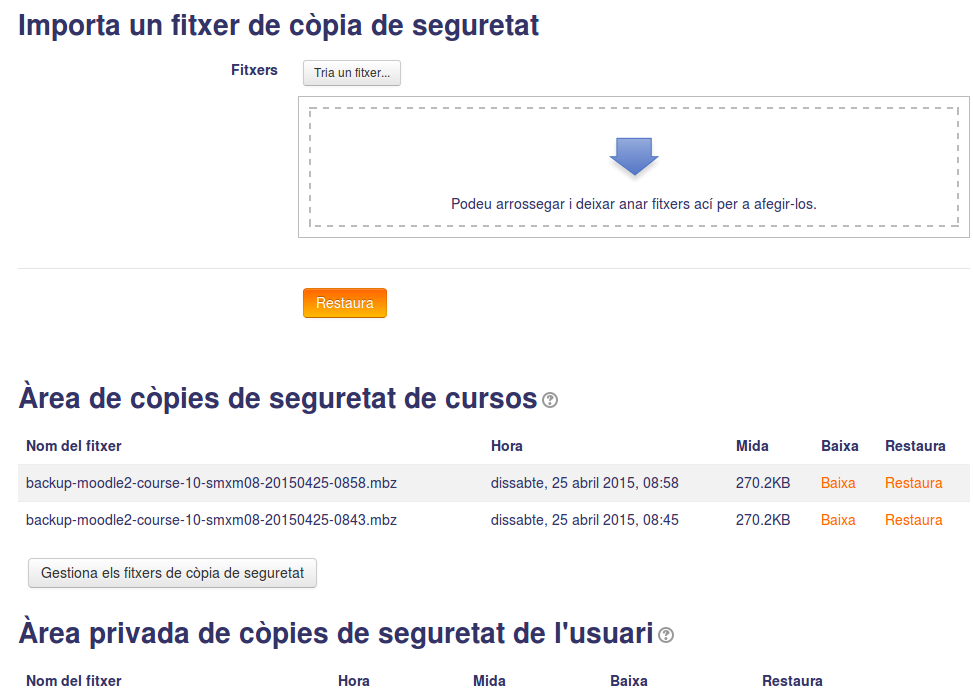 Importa un fitxer de còpia de seguretat
Fitxers Tria un fitxer...
Podeu arrossegar i deixar anar fitxers ací per a afegir-los.
Restaura
Àrea de còpies de seguretat de cursos
Nom del fitxer Hora Mida Baixa Restaura
backup-moodle2-course-10-smxm08-20150425-0858.mbz dissabte, 25 abril 2015, 08:58 270.2KB Baixa Restaura
backup-moodle2-course-10-smxm08-20150425-0843.mbz dissabte, 25 abril 2015, 08:45 270.2KB Baixa Restaura
Gestiona els fitxers de còpia de seguretat
Àrea privada de còpies de seguretat de l'usuari
Nom del fitxer Hora Mida Baixa Restaura